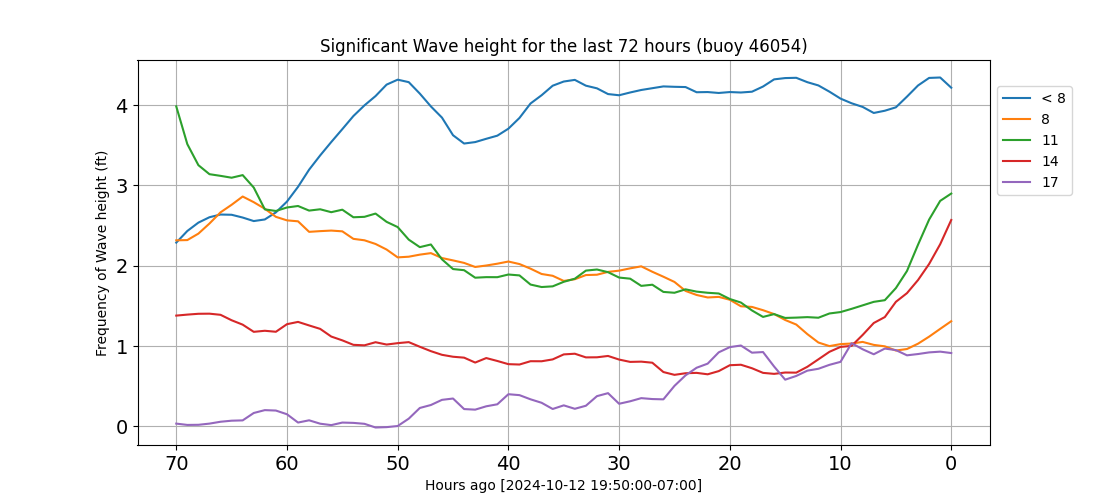 Significant Wave height for the last 72 hours (buoy 46054)
Frequency of Wave height (ft)
4
3
2
1
0
70 60 50 40 30 20 10 0
Hours ago [2024-10-12 19:50:00-07:00]
< 8
8
11
14
17